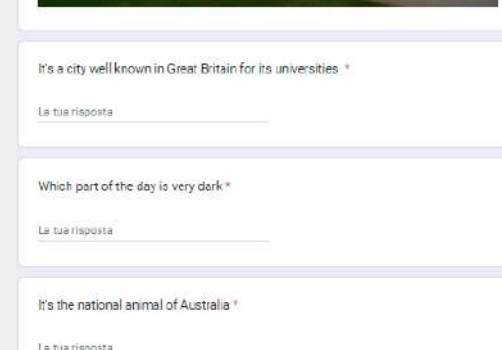 It's a city well known in Great Britain for its universities *
La tua risposta
Which part of the day is very dark *
La tua risposta
It's the national animal of Australia *
La tua risposta